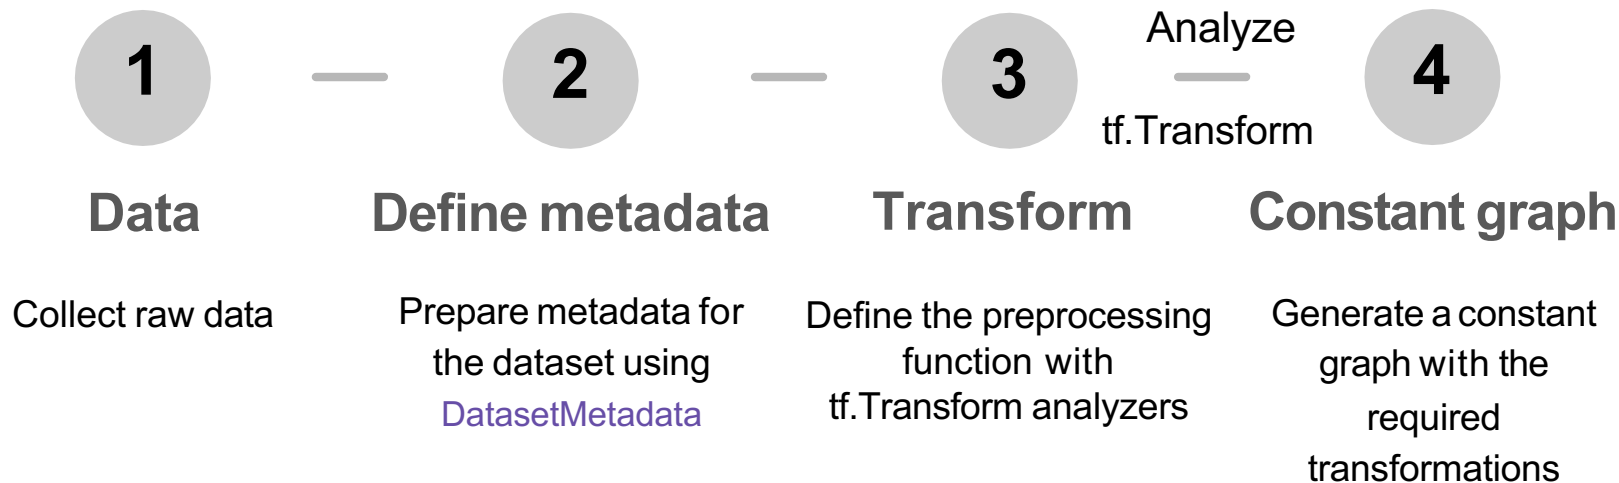 1
Data
Collect raw data
2
Define metadata
Prepare metadata for
the dataset using
DatasetMetadata
3
Transform
Define the preprocessing
function with
tf.Transform analyzers
Analyze
tf.Transform
4
Constant graph
Generate a constant
graph with the
required
transformations